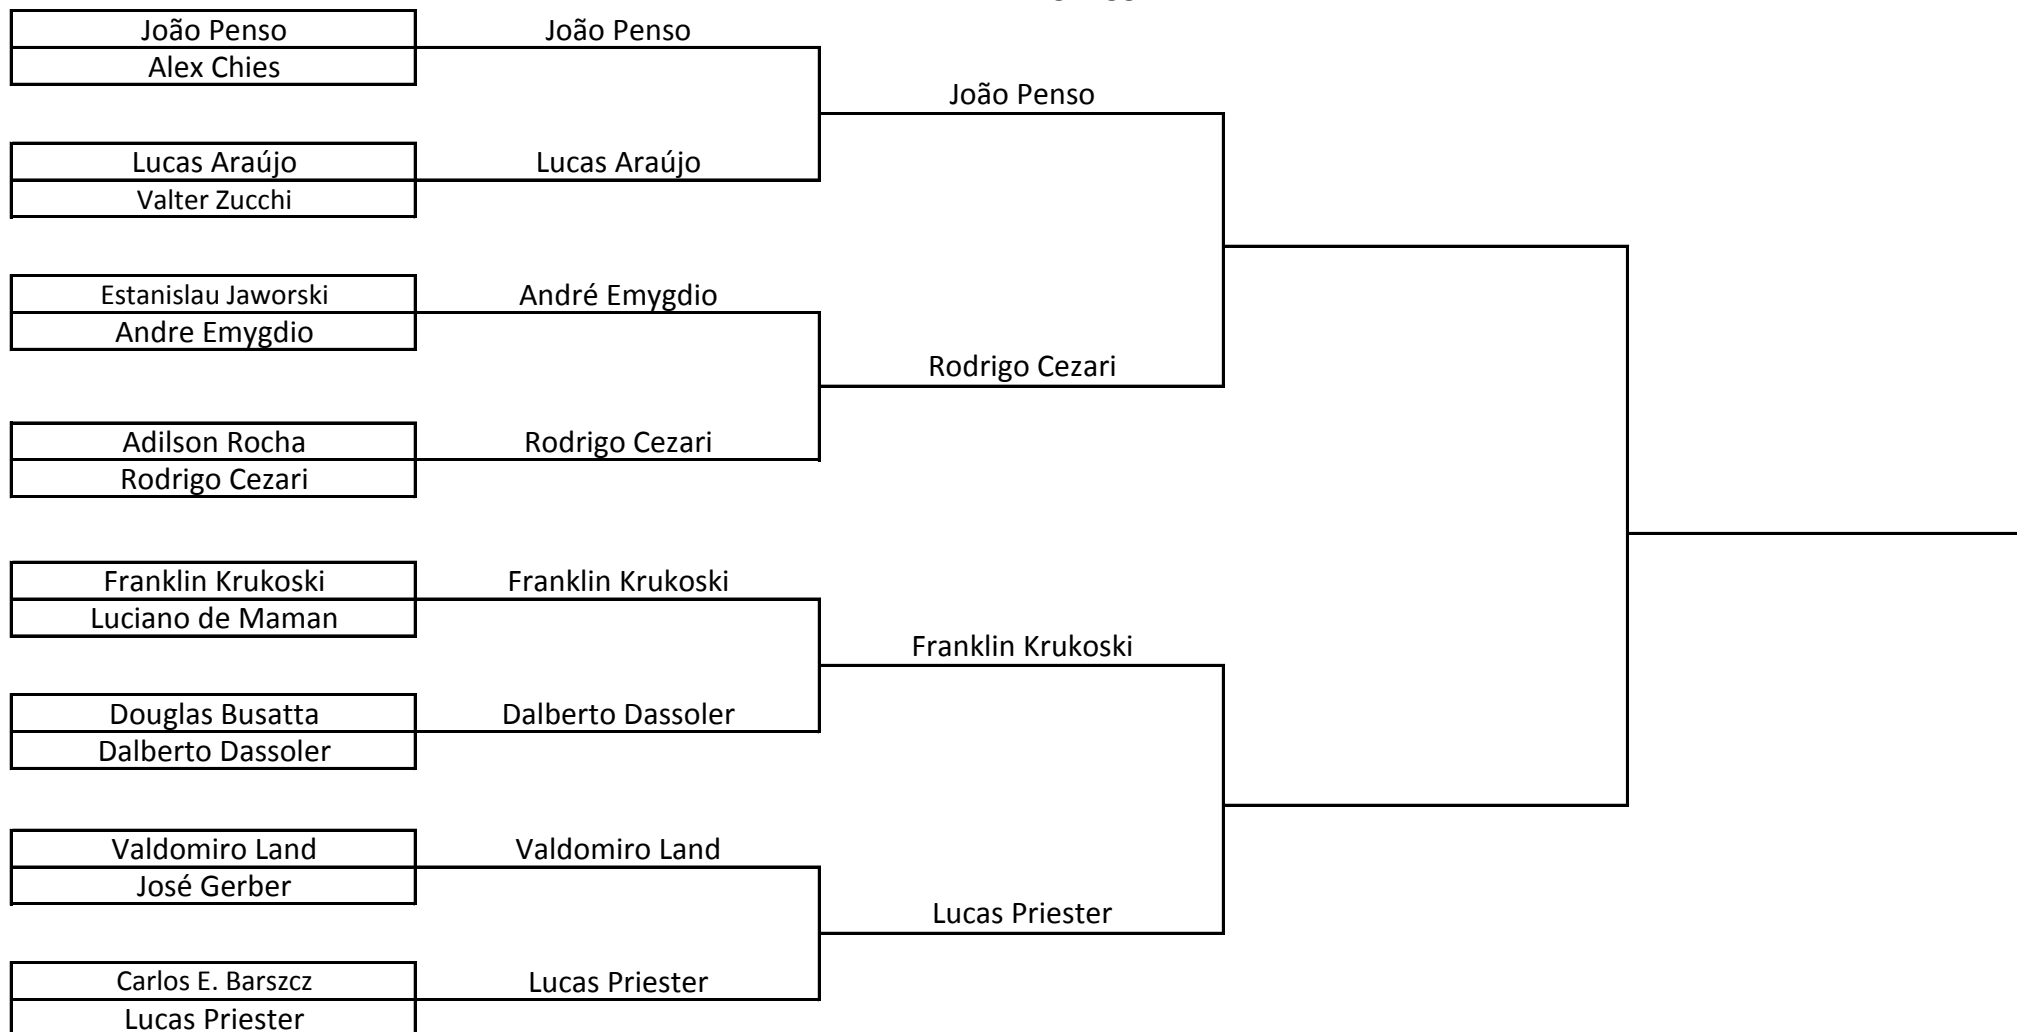 João Penso
Alex Chies
Lucas Araújo
Valter Zucchi
Estanislau Jaworski
Andre Emygdio
Adilson Rocha
Rodrigo Cezari
Franklin Krukoski
Luciano de Maman
Douglas Busatta
Dalberto Dassoler
Valdomiro Land
José Gerber
Carlos E. Barszcz
Lucas Priester
João Penso
Lucas Araújo
André Emygdio
Rodrigo Cezari
Franklin Krukoski
Dalberto Dassoler
Valdomiro Land
Lucas Priester
João Penso
Rodrigo Cezari
Franklin Krukoski
Lucas Priester